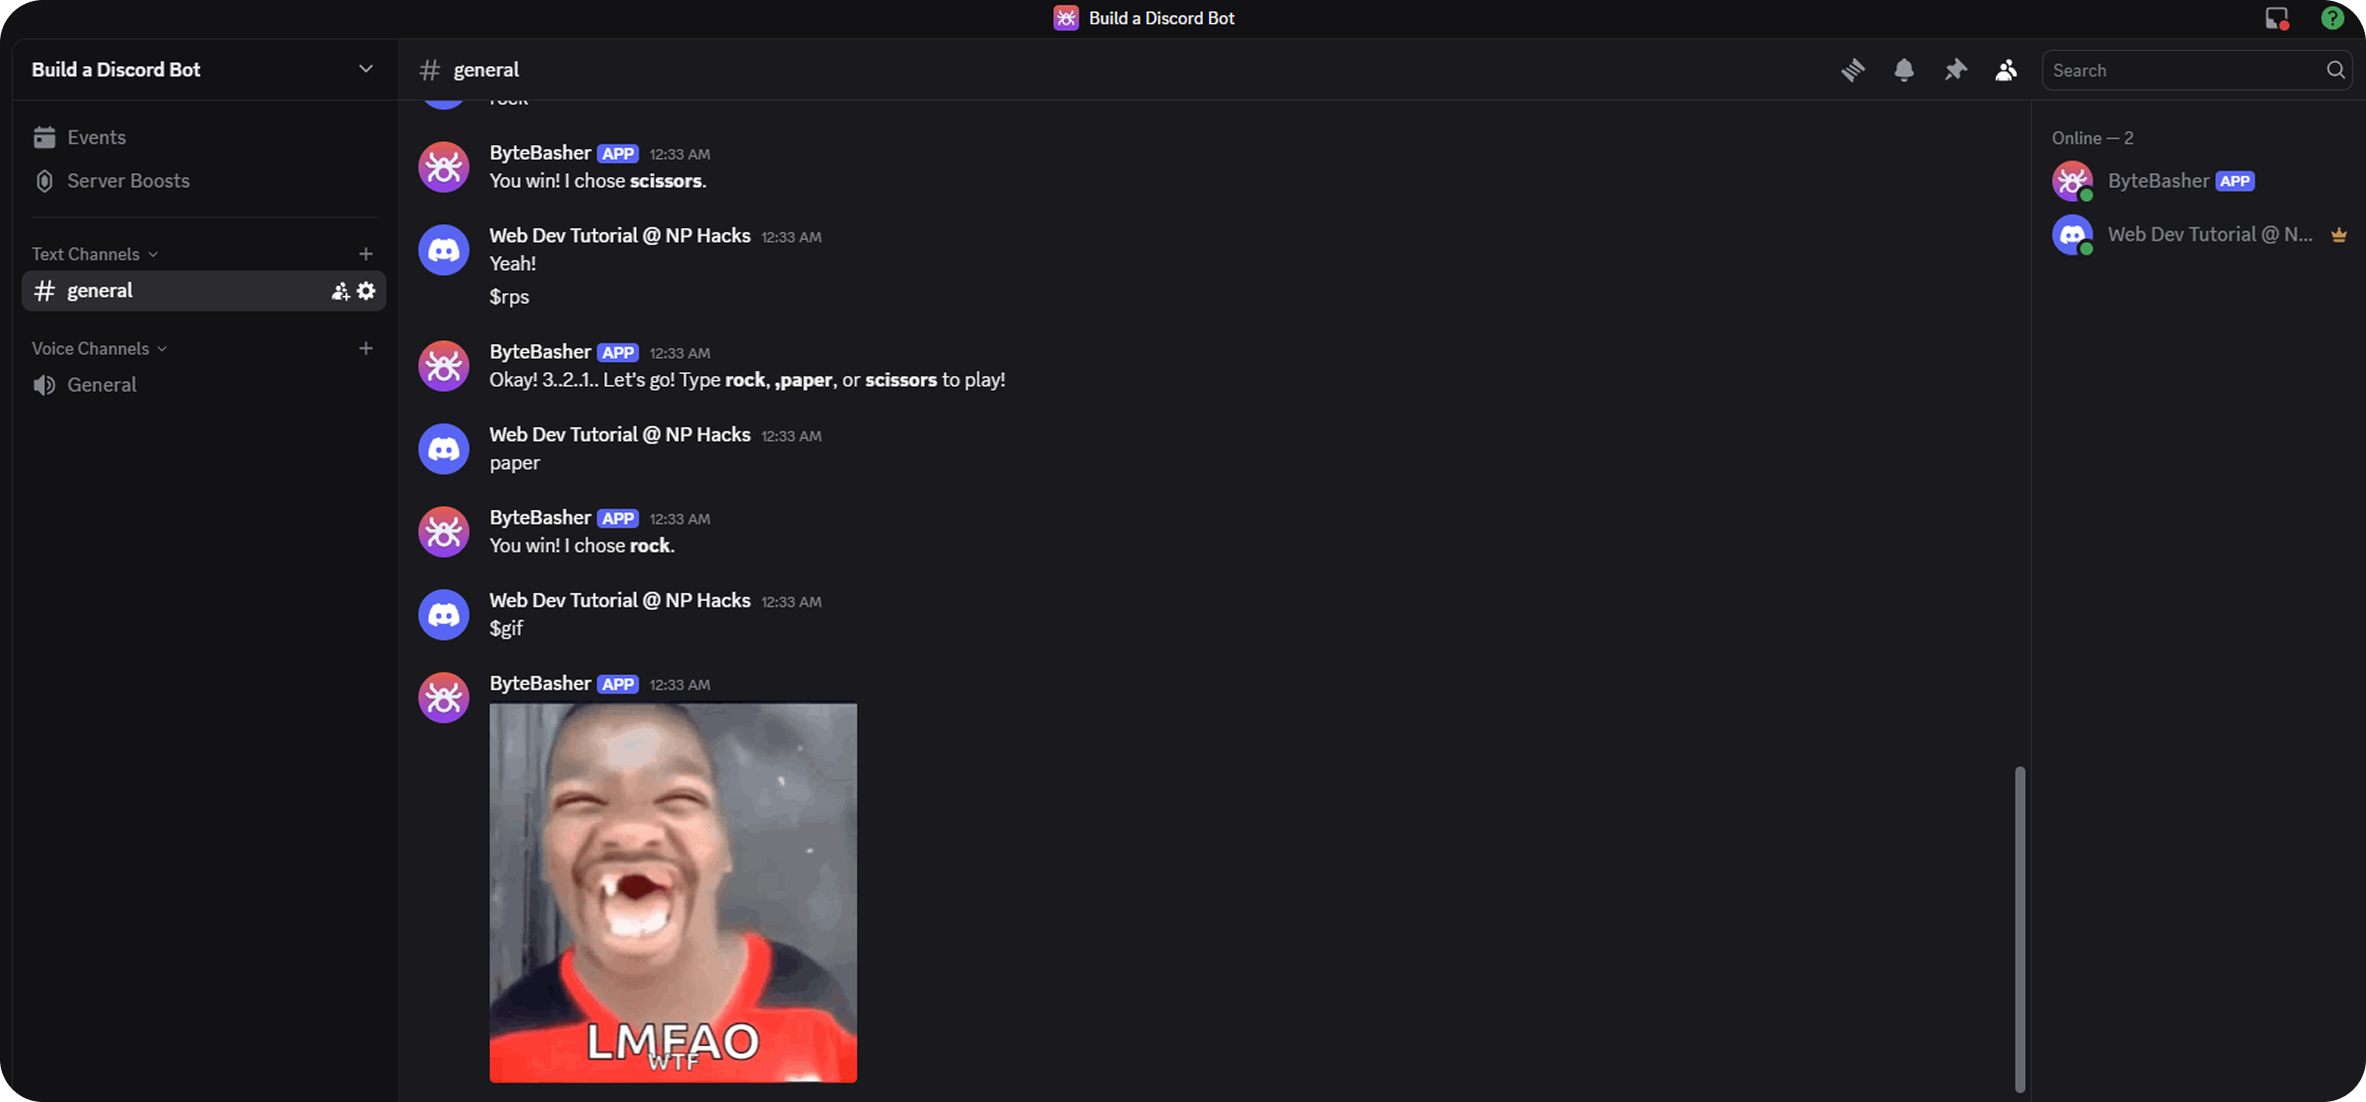 Build a Discord Bot
Build a Discord Bot
Events
Server Boosts
Text Channels
general
Voice Channels
General
general
Search
rock
ByteBasher APP 12:33 AM
You win! I chose scissors.
Web Dev Tutorial @ NP Hacks 12:33 AM
Yeah!
$rps
ByteBasher APP 12:33 AM
Okay! 3..2..1.. Let's go! Type rock, ,paper, or scissors to play!
Web Dev Tutorial @ NP Hacks 12:33 AM
paper
ByteBasher APP 12:33 AM
You win! I chose rock.
Web Dev Tutorial @ NP Hacks 12:33 AM
$gif
ByteBasher APP 12:33 AM
LMFAO
WTF
Online — 2
ByteBasher APP
Web Dev Tutorial @ N...